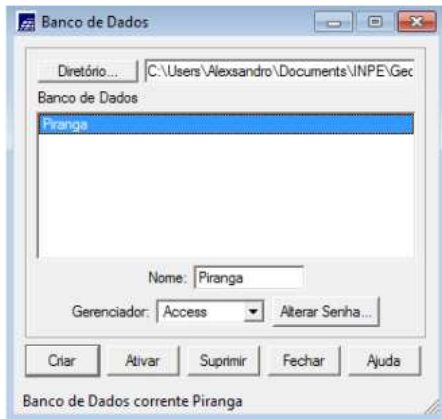 Banco de Dados
Diretório... C:\Users\Alexsandro\Documents\INPE\Geo
Banco de Dados
Piranga
Nome: Piranga
Gerenciador: Access Alterar Senha...
Criar Ativar Suprimir Fechar Ajuda
Banco de Dados corrente Piranga